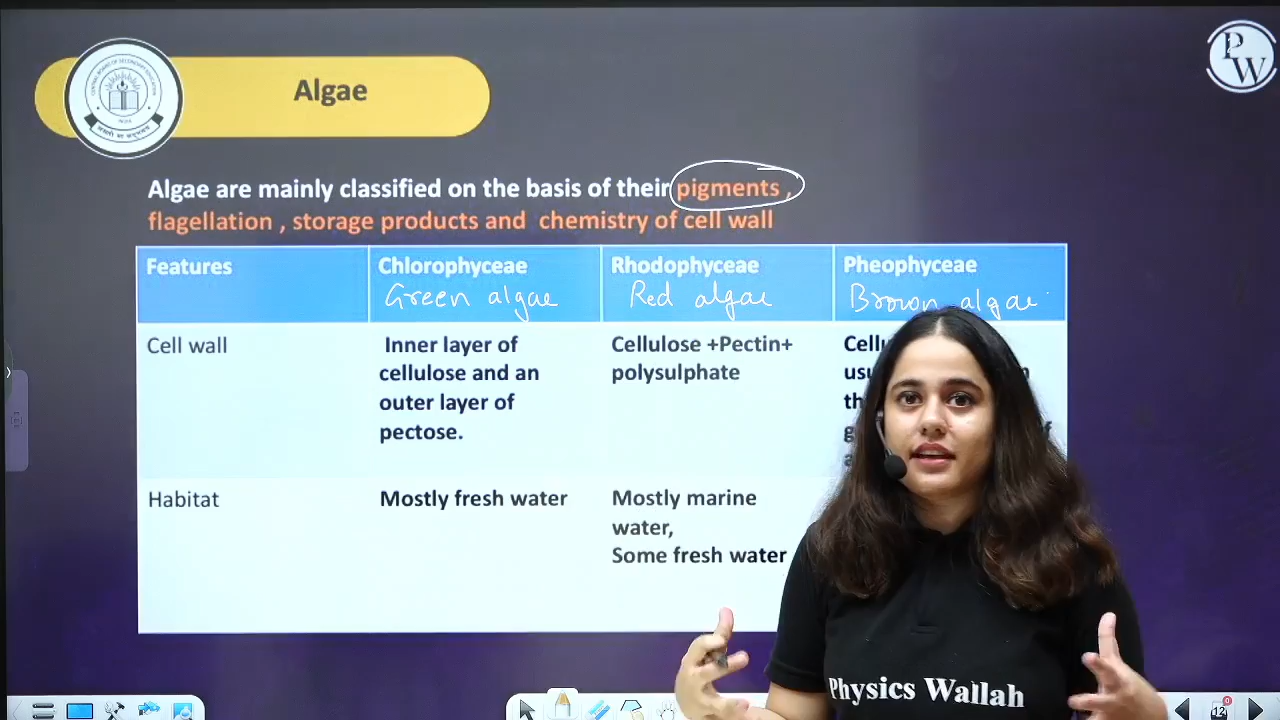 PW
Algae
Algae are mainly classified on the basis of their pigments ,
flagellation , storage products and chemistry of cell wall
Features
Chlorophyceae
Green algae
Rhodophyceae
Red algae
Pheophyceae
Brown algae
Cell wall
Inner layer of
cellulose and an
outer layer of
pectose.
Cellulose +Pectin+
polysulphate
Habitat
Mostly fresh water
Mostly marine
water,
Some fresh water
Physics Wallah
12